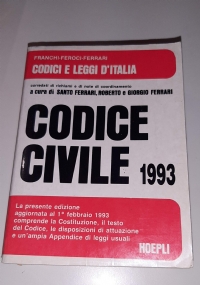 FRANCHI-FEROCI-FERRARI
CODICI E LEGGI D'ITALIA
corredati di richiami e di note di coordinamento
a cura di SANTO FERRARI, ROBERTO e GIORGIO FERRARI
CODICE
CIVILE 1993
La presente edizione
aggiornata al 1° febbraio 1993
comprende la Costituzione, il testo
del Codice, le disposizioni di attuazione
e un'ampia Appendice di leggi usuali
HOEPLI